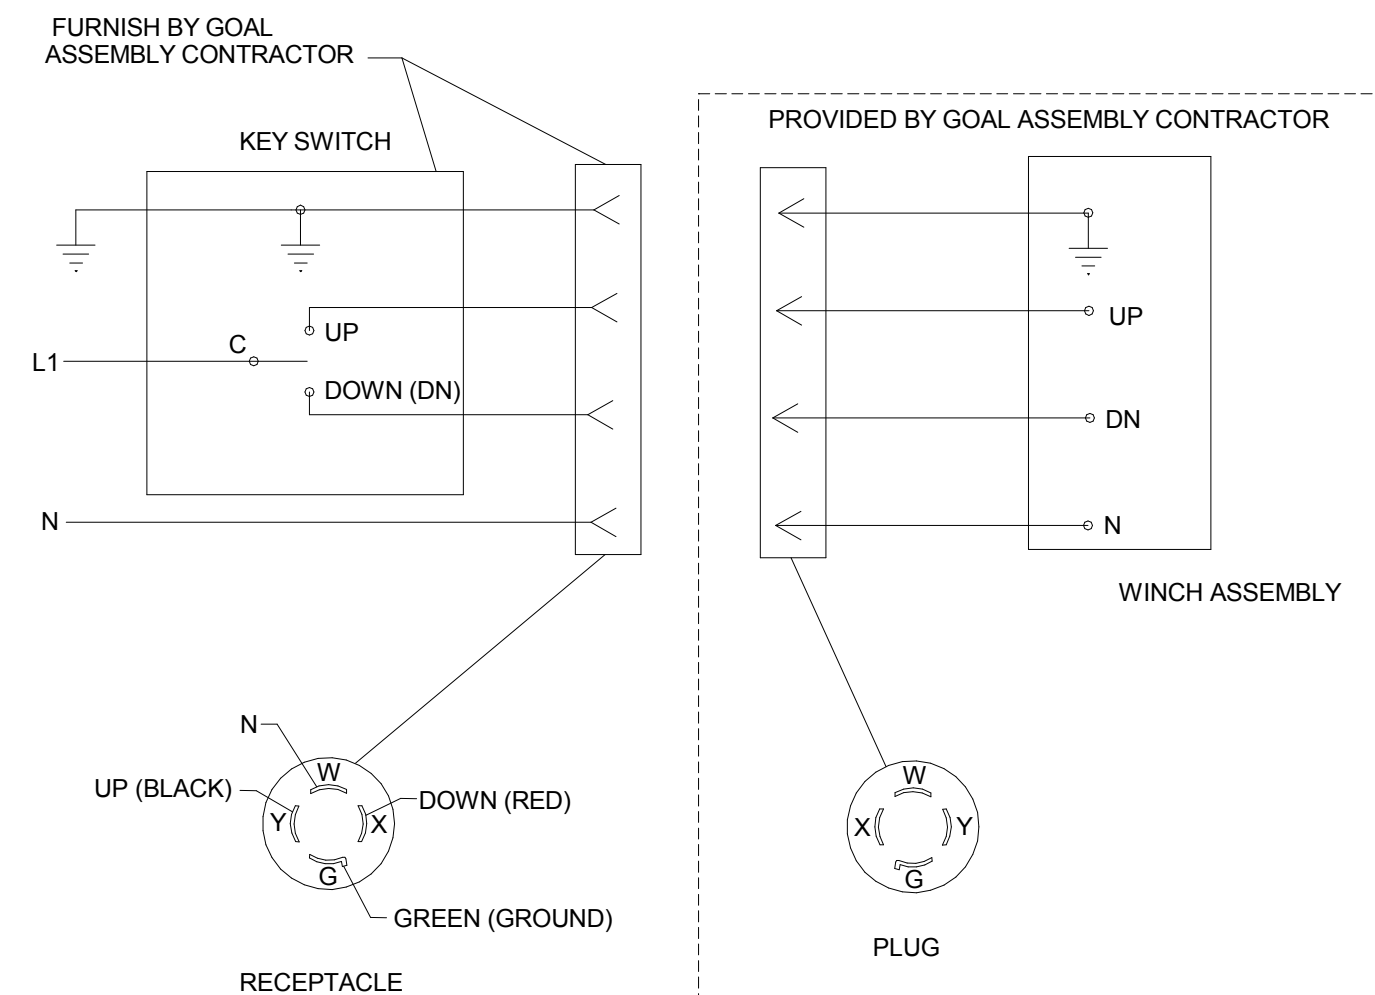 FURNISH BY GOAL
ASSEMBLY CONTRACTOR
PROVIDED BY GOAL ASSEMBLY CONTRACTOR
KEY SWITCH
UP
C
L1
DOWN (DN)
N
UP
DN
N
WINCH ASSEMBLY
N
W
UP (BLACK)
DOWN (RED)
Y
X
G
GREEN (GROUND)
RECEPTACLE
W
X
Y
G
PLUG